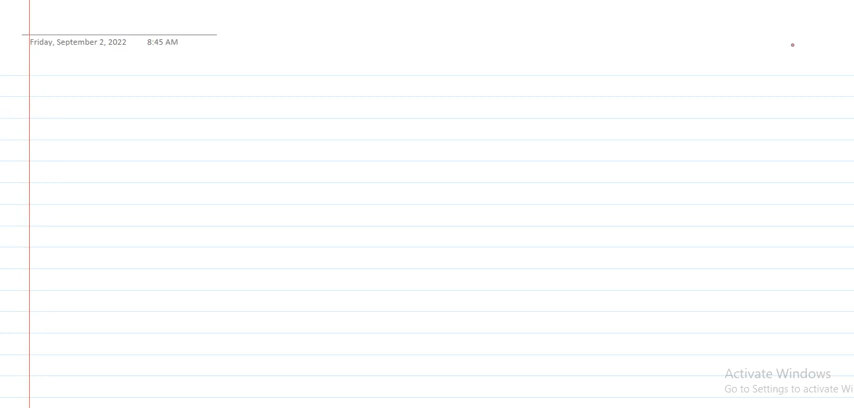 Friday, September 2, 2022 8:45 AM
Activate Windows
Go to Settings to activate Wi